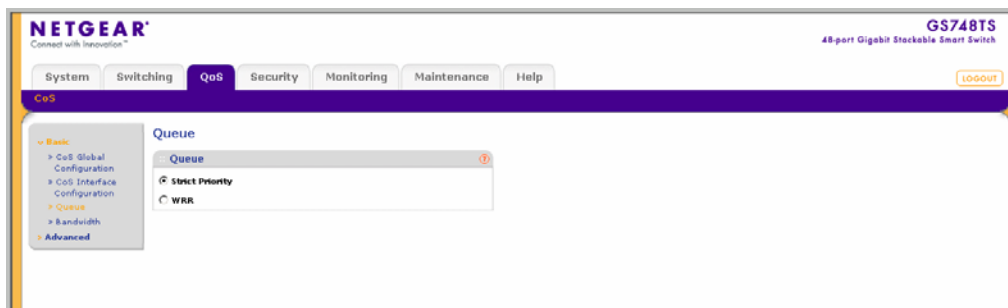 NETGEAR®
Connect with Innovation™
GS748TS
48-port Gigabit Stackable Smart Switch
System Switching QoS Security Monitoring Maintenance Help
LOGOUT
CoS
Basic
CoS Global
Configuration
CoS Interface
Configuration
Queue
Bandwidth
Advanced
Queue
Queue
Strict Priority
WRR